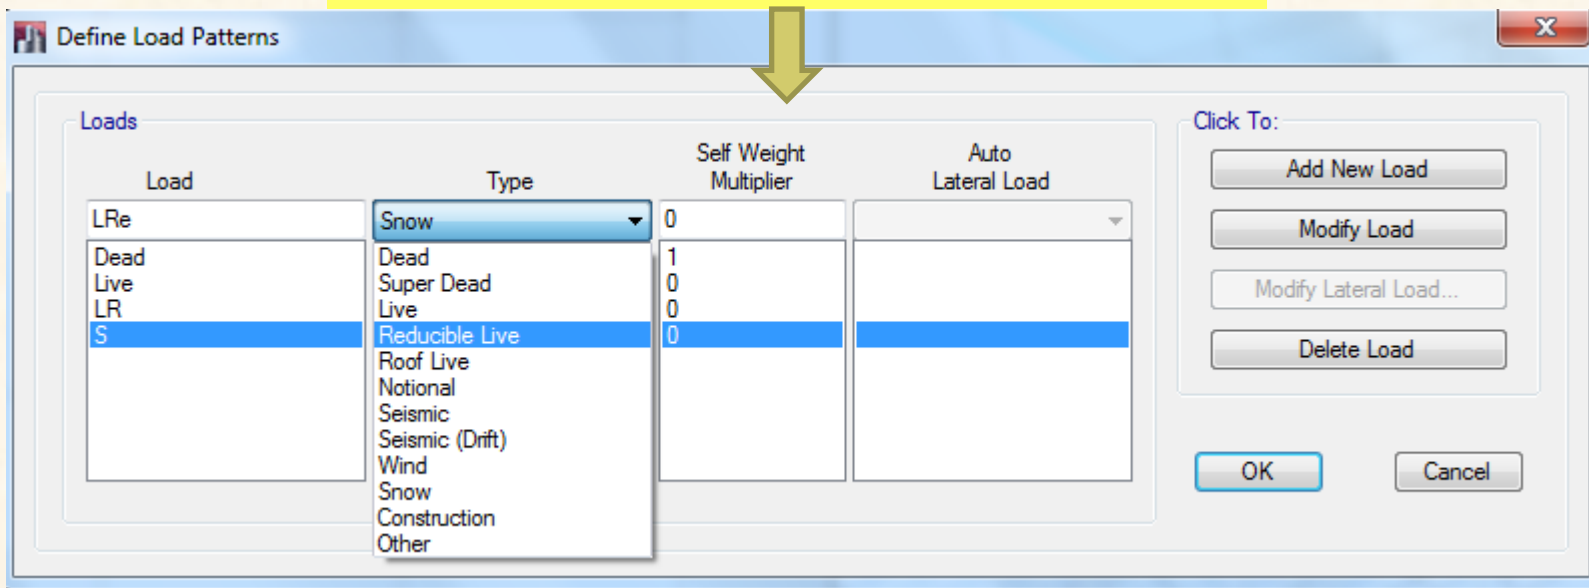 Define Load Patterns
Loads
Click To:
Load
Type
Self Weight
Multiplier
Auto
Lateral Load
LRe
Snow
0
Dead
Dead
1
Live
Super Dead
0
LR
Live
0
S
Reducible Live
0
Roof Live
Notional
Seismic
Seismic (Drift)
Wind
Snow
Construction
Other
Add New Load
Modify Load
Modify Lateral Load...
Delete Load
OK
Cancel